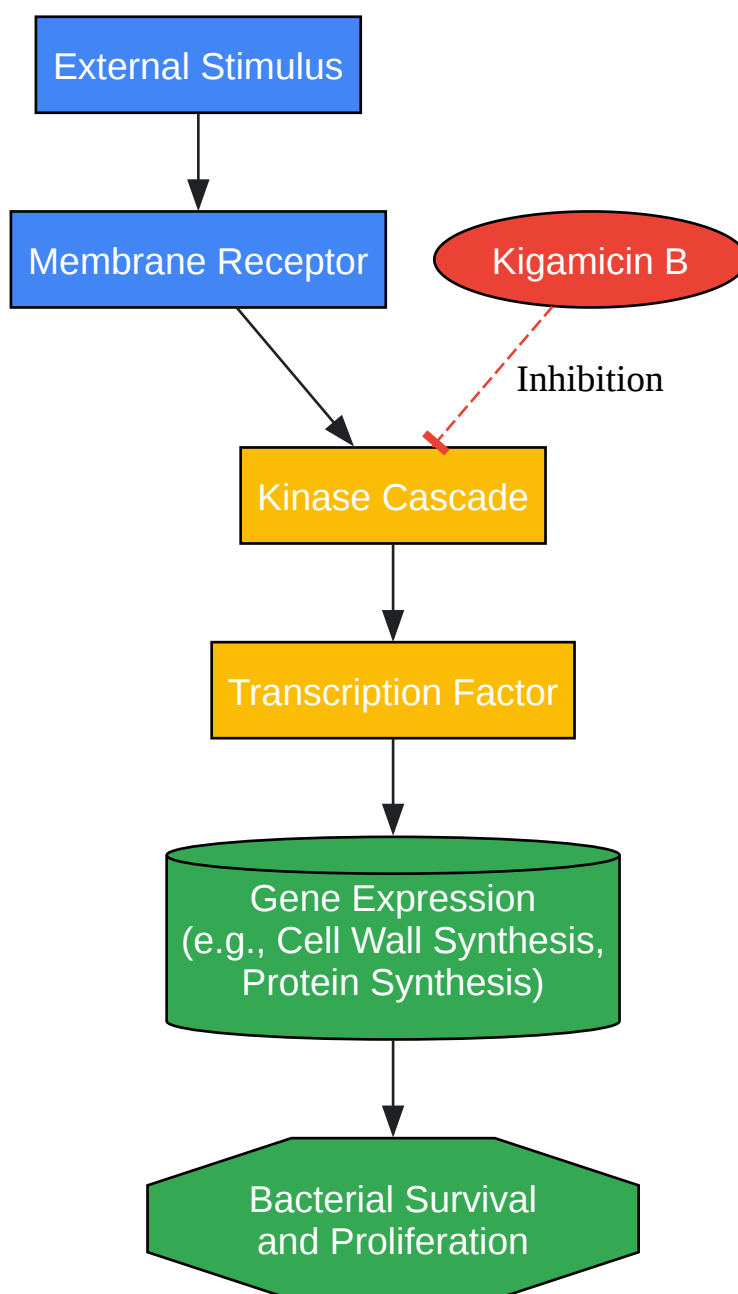 External Stimulus
Membrane Receptor
Kigamicin B
Inhibition
Kinase Cascade
Transcription Factor
Gene Expression
(e.g., Cell Wall Synthesis,
Protein Synthesis)
Bacterial Survival
and Proliferation